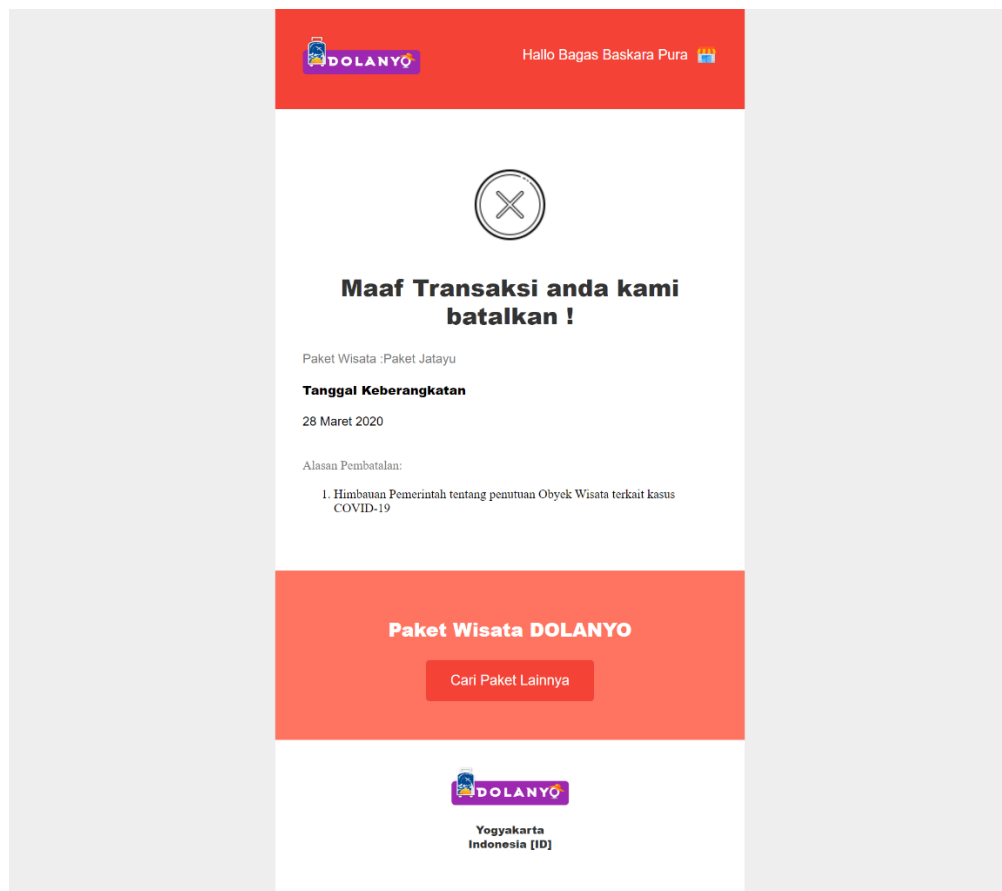 DOLANYO
Hallo Bagas Baskara Pura
Maaf Transaksi anda kami
batalkan !
Paket Wisata :Paket Jatayu
Tanggal Keberangkatan
28 Maret 2020
Alasan Pembatalan:
1. Himbauan Pemerintah tentang penutuan Obyek Wisata terkait kasus
COVID-19
Paket Wisata DOLANYO
Cari Paket Lainnya
DOLANYO
Yogyakarta
Indonesia [ID]